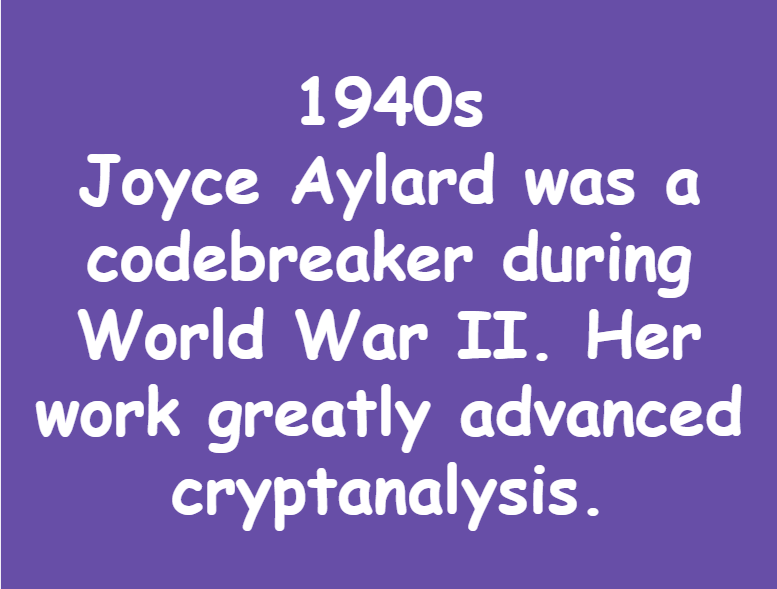 1940s
Joyce Aylard was a
codebreaker during
World War II. Her
work greatly advanced
cryptanalysis.